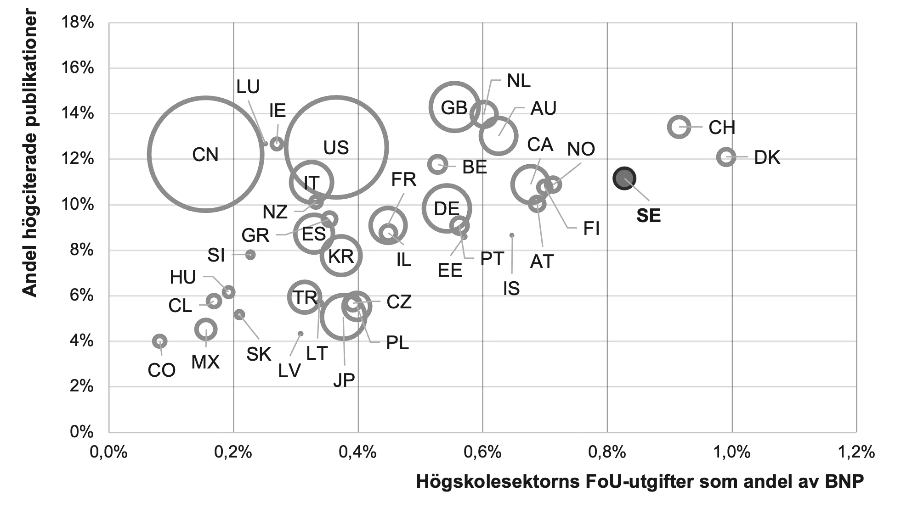 Andel högciterade publikationer
18%
16%
14%
12%
10%
8%
6%
4%
2%
0%
0,0%
0,2%
0,4%
0,6%
0,8%
1,0%
1,2%
Högskolesektorns FoU-utgifter som andel av BNP
LU
IE
CN
US
GB
NL
AU
CH
DK
IT
NZ
BE
CA
NO
FR
SE
GR
ES
KR
DE
FI
AT
IL
EE
PT
IS
SI
HU
CL
CO
MX
SK
LV
TR
LT
JP
CZ
PL